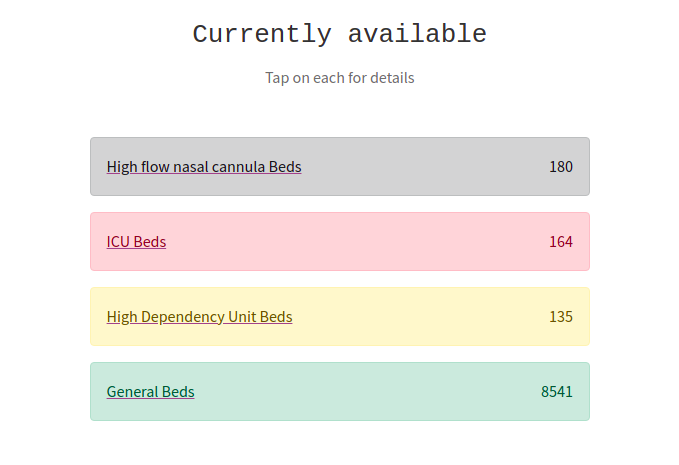 Currently available
Tap on each for details
High flow nasal cannula Beds 180
ICU Beds 164
High Dependency Unit Beds 135
General Beds 8541